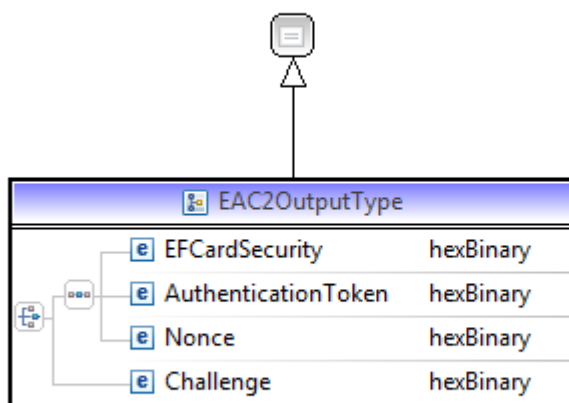 EAC2OutputType
e EFCardSecurity hexBinary
e AuthenticationToken hexBinary
e Nonce hexBinary
e Challenge hexBinary